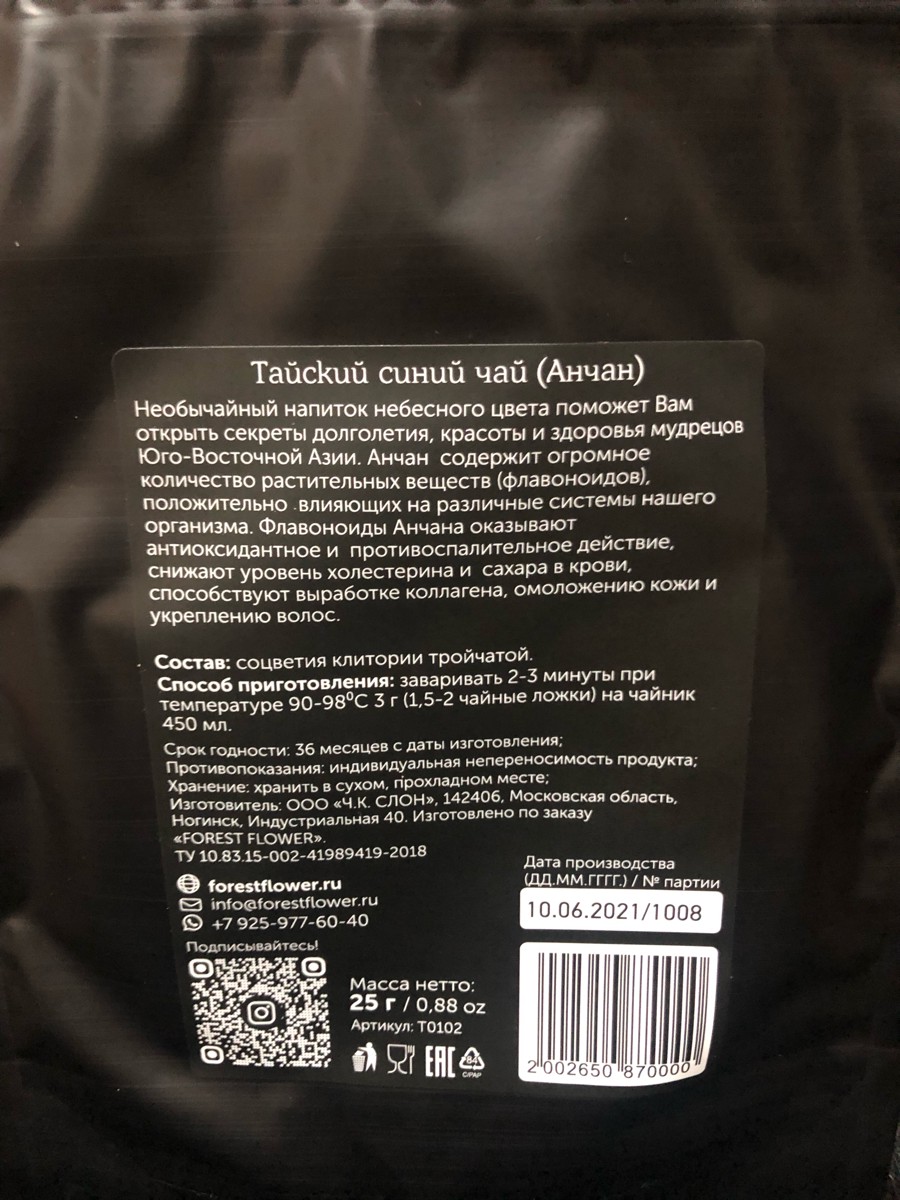 Тайский синий чай (Анчан)
Необычайный напиток небесного цвета поможет Вам
открыть секреты долголетия, красоты и здоровья мудрецов
Юго-Восточной Азии. Анчан содержит огромное
количество растительных веществ (флавоноидов),
положительно влияющих на различные системы нашего
организма. Флавоноиды Анчана оказывают
антиоксидантное и противоспалительное действие,
снижают уровень холестерина и сахара в крови,
способствуют выработке коллагена, омоложению кожи и
укреплению волос.
Состав: соцветия клитории тройчатой.
Способ приготовления: заваривать 2-3 минуты при
температуре 90-98⁰С 3 г (1,5-2 чайные ложки) на чайник
450 мл.
Срок годности: 36 месяцев с даты изготовления;
Противопоказания: индивидуальная непереносимость продукта;
Хранение: хранить в сухом, прохладном месте;
Изготовитель: ООО «Ч.К. СЛОН», 142406, Московская область,
Ногинск, Индустриальная 40. Изготовлено по заказу
«FOREST FLOWER».
ТУ 10.83.15-002-41989419-2018
forestflower.ru
info@forestflower.ru
+7 925-977-60-40
Подписывайтесь!
Масса нетто:
25 г / 0,88 oz
Артикул: Т0102
EAC
84
C/PAP
Дата производства
(ДД.ММ.ГГГГ.) / № партии
10.06.2021/1008
2 002650 870000